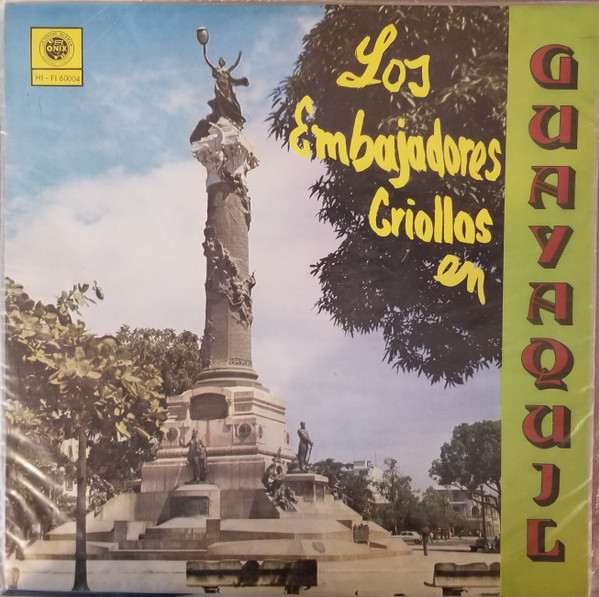 ONIX
HI - FI 60004
Los
Embajadores
Criollos
en
GUAYAQUIL